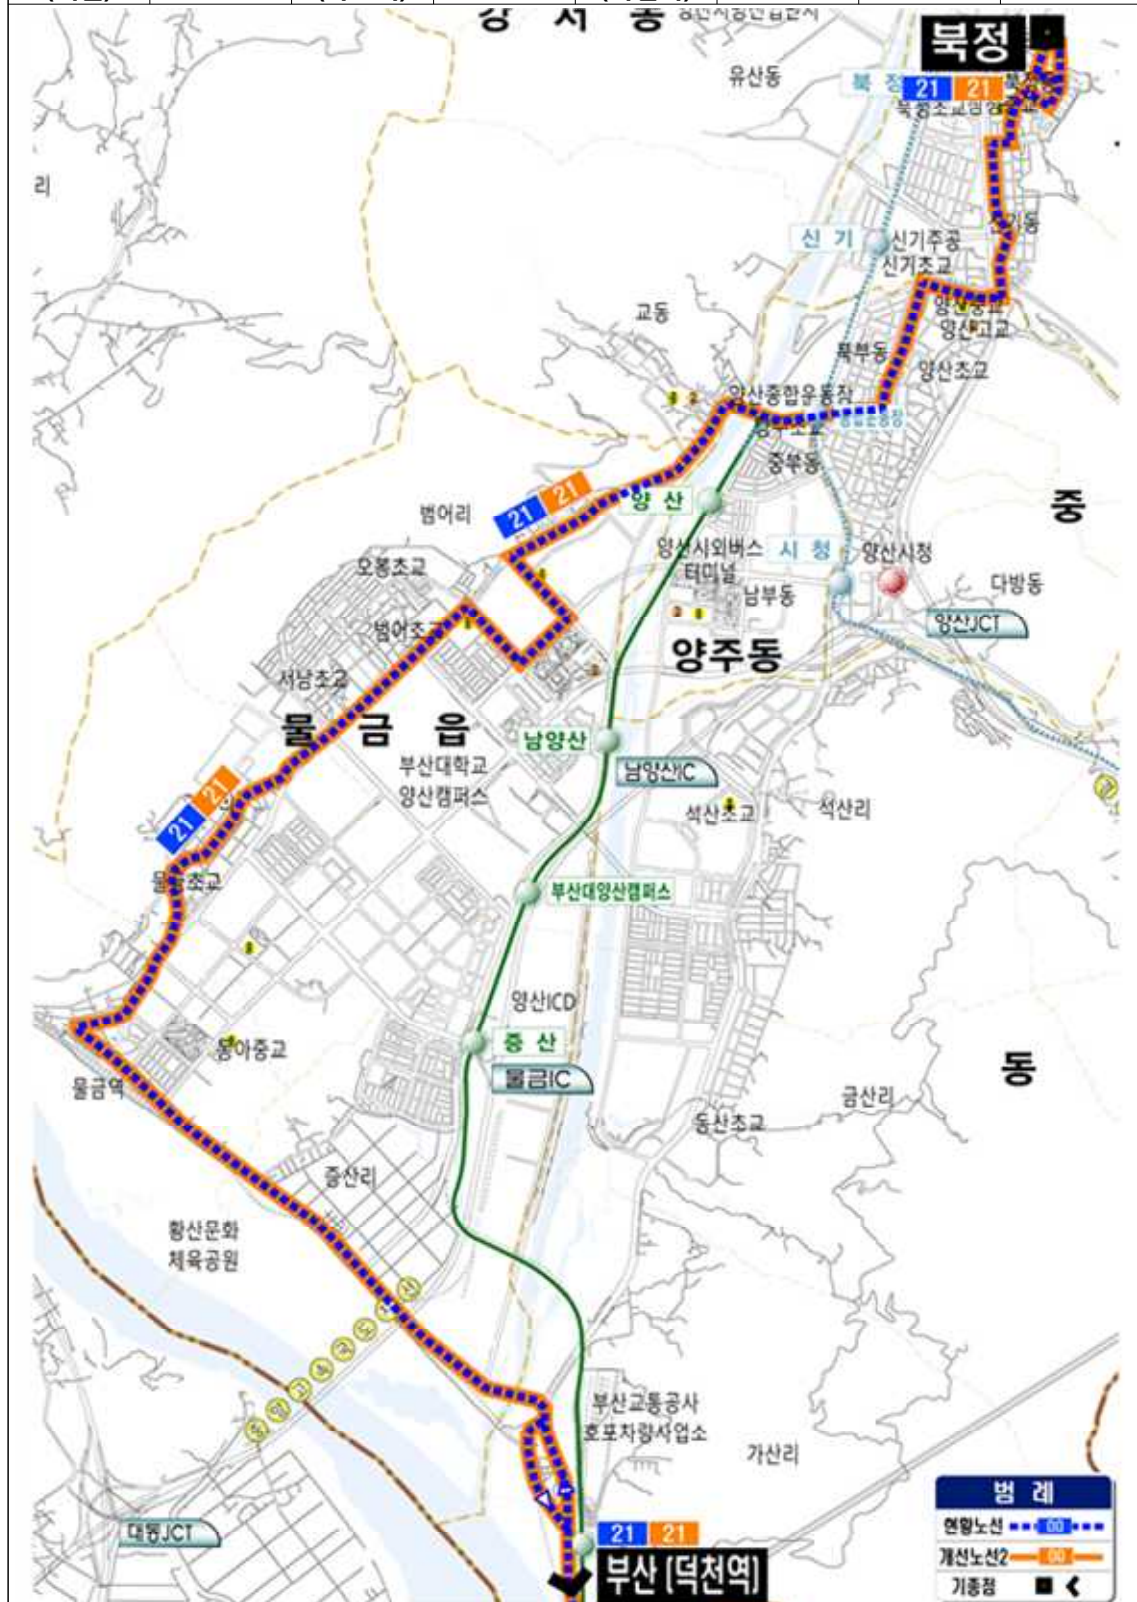 강 서 동
북정
유산동
북 정
21 21
리
신 기
신기주공
신기초교
신기동
양산중교
양산고교
교동
북부동
양산초교
양산종합운동장
중부동
21 21
범어리
양 산
중
오봉초교
양산시외버스
터미널
시 청
양산시청
남부동
다방동
범어초교
양산JCT
양주동
서남초교
물 금 읍
남양산
부산대학교
양산캠퍼스
남양산IC
21 21
석산초교
석산리
물금초교
부산대양산캠퍼스
양산ICD
증 산
동아중교
물금IC
동
물금역
금산리
동산초교
증산리
황산문화
체육공원
부산교통공사
호포차량사업소
가산리
대동JCT
21 21
부산 (덕천역)
범 례
현황노선 00
개선노선2 00
기종점